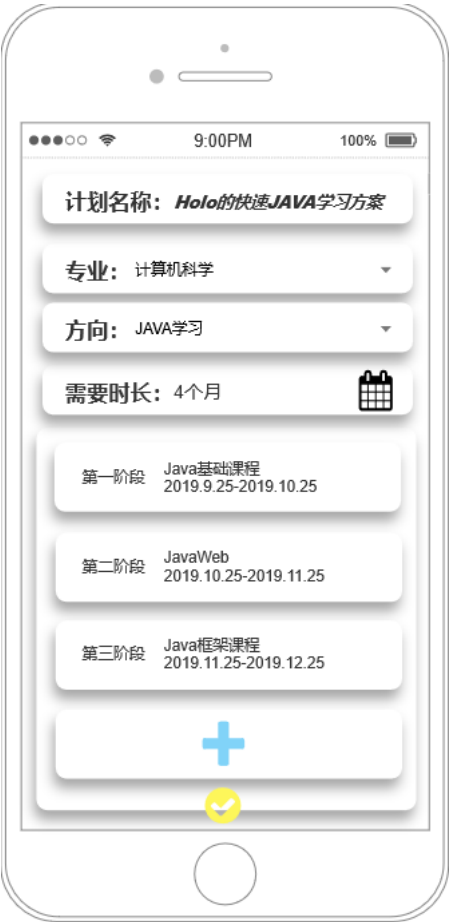 9:00PM 100%
计划名称：Holo的快速JAVA学习方案
专业：计算机科学
方向：JAVA学习
需要时长：4个月
第一阶段
Java基础课程
2019.9.25-2019.10.25
第二阶段
JavaWeb
2019.10.25-2019.11.25
第三阶段
Java框架课程
2019.11.25-2019.12.25